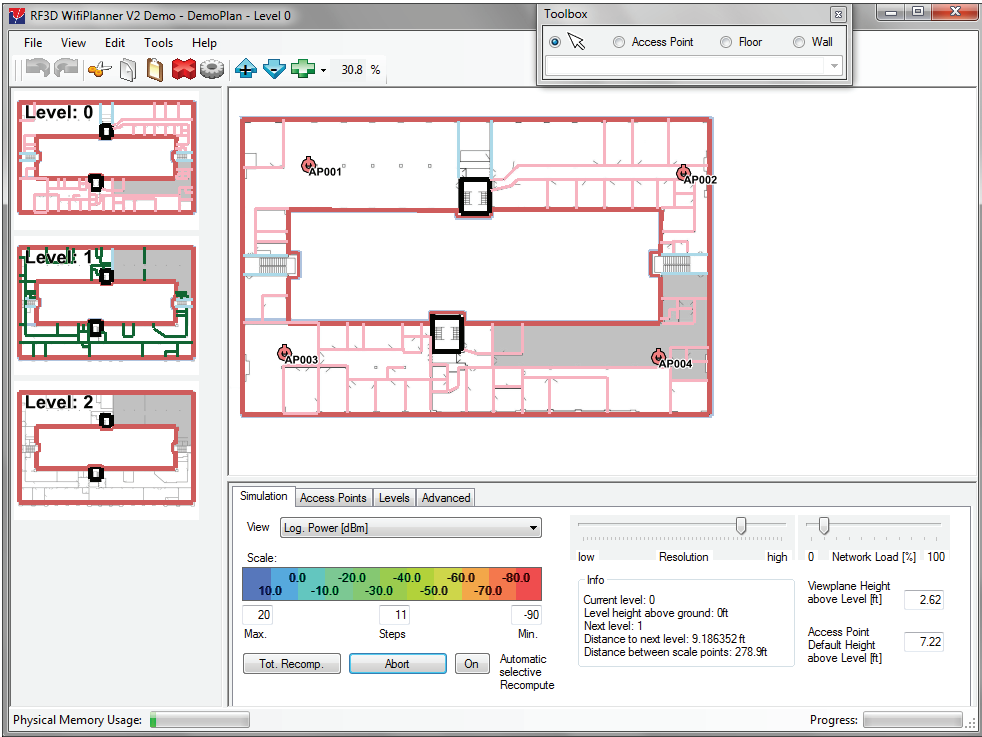 RF3D WifiPlanner V2 Demo - DemoPlan - Level 0
Toolbox
File View Edit Tools Help
Access Point Floor Wall
30.8 %
Level: 0
Level: 1
Level: 2
AP001
AP002
AP003
AP004
Simulation Access Points Levels Advanced
View Log. Power [dBm]
Scale:
0.0 -20.0 -40.0 -60.0 -80.0
10.0 -10.0 -30.0 -50.0 -70.0
20 11 -90
Max. Steps Min.
Tot. Recomp. Abort On Automatic
selective
Recompute
low Resolution high
0 Network Load [%] 100
Info
Current level: 0
Level height above ground: 0ft
Next level: 1
Distance to next level: 9.186352 ft
Distance between scale points: 278.9ft
Viewplane Height
above Level [ft] 2.62
Access Point
Default Height 7.22
above Level [ft]
Physical Memory Usage: Progress: